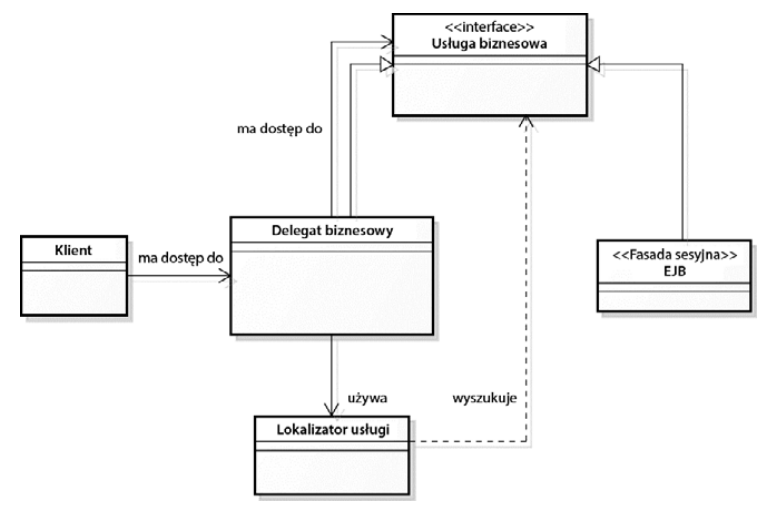 <<interface>>
Usługa biznesowa
ma dostęp do
Delegat biznesowy
Klient
ma dostęp do
<<Fasada sesyjna>>
EJB
używa
wyszukuje
Lokalizator usługi